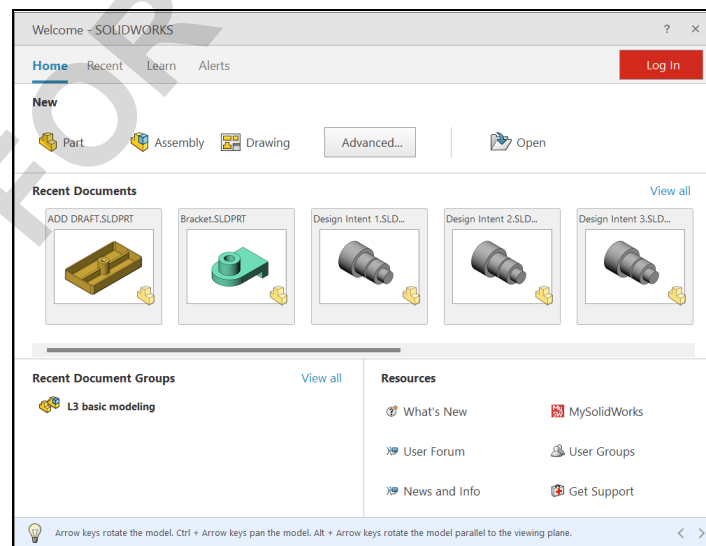 Welcome - SOLIDWORKS ? ×
Home Recent Learn Alerts Log In
New
Part Assembly Drawing Advanced... Open
Recent Documents View all
ADD DRAFT.SLDPRT Bracket.SLDPRT Design Intent 1.SLD... Design Intent 2.SLD... Design Intent 3.SLD...
Recent Document Groups View all Resources
L3 basic modeling What's New MySolidWorks
User Forum User Groups
News and Info Get Support
Arrow keys rotate the model. Ctrl + Arrow keys pan the model. Alt + Arrow keys rotate the model parallel to the viewing plane.
FOR